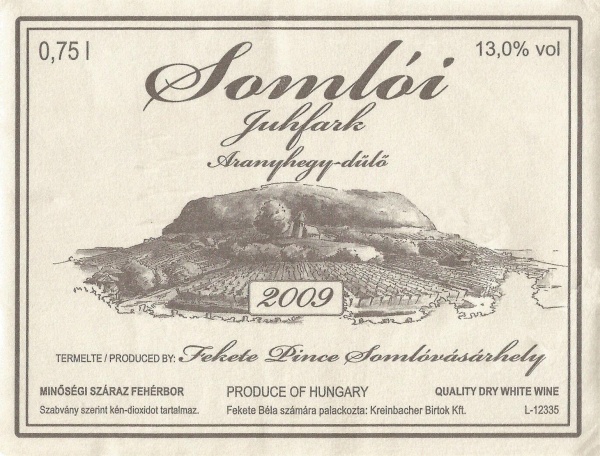 0,75 l
13,0% vol
Somlói
Juhfark
Aranyhegy-dűlő
2009
TERMELTE / PRODUCED BY: Fekete Pince Somlóvásárhely
MINŐSÉGI SZÁRAZ FEHÉRBOR
PRODUCE OF HUNGARY
QUALITY DRY WHITE WINE
Szabvány szerint kén-dioxidot tartalmaz.
Fekete Béla számára palackozta: Kreinbacher Birtok Kft.
L-12335